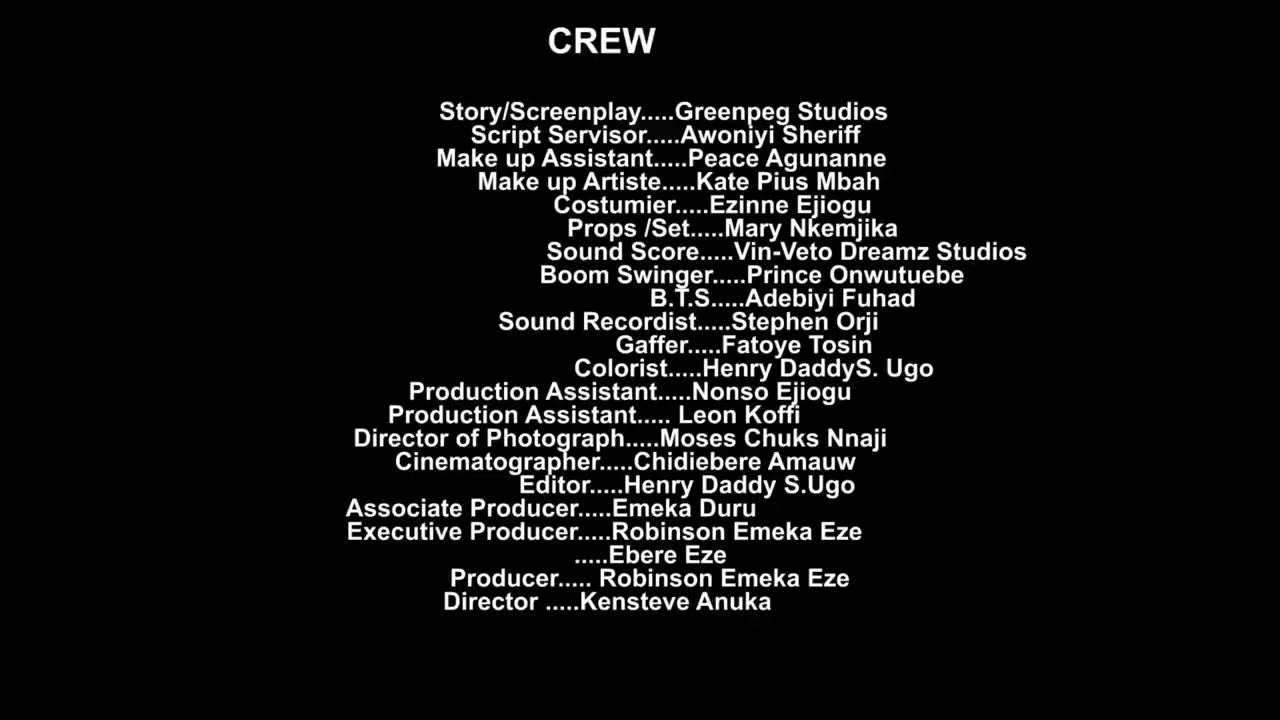 CREW
Story/Screenplay.....Greenpeg Studios
Script Servisor.....Awoniyi Sheriff
Make up Assistant.....Peace Agunanne
Make up Artiste.....Kate Pius Mbah
Costumier.....Ezinne Ejiogu
Props /Set.....Mary Nkemjika
Sound Score.....Vin-Veto Dreamz Studios
Boom Swinger.....Prince Onwutuebe
B.T.S.....Adebiyi Fuhad
Sound Recordist.....Stephen Orji
Gaffer.....Fatoye Tosin
Colorist.....Henry DaddyS. Ugo
Production Assistant.....Nonso Ejiogu
Production Assistant..... Leon Koffi
Director of Photograph.....Moses Chuks Nnaji
Cinematographer.....Chidiebere Amauw
Editor.....Henry Daddy S.Ugo
Associate Producer.....Emeka Duru
Executive Producer.....Robinson Emeka Eze
.....Ebere Eze
Producer..... Robinson Emeka Eze
Director .....Kensteve Anuka